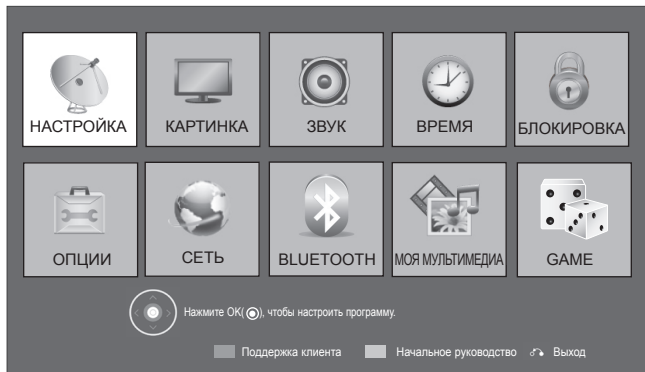 НАСТРОЙКА КАРТИНКА ЗВУК ВРЕМЯ БЛОКИРОВКА
ОПЦИИ СЕТЬ BLUETOOTH МОЯ МУЛЬТИМЕДИА GAME
Нажмите OK(◉), чтобы настроить программу.
Поддержка клиента Начальное руководство Выход